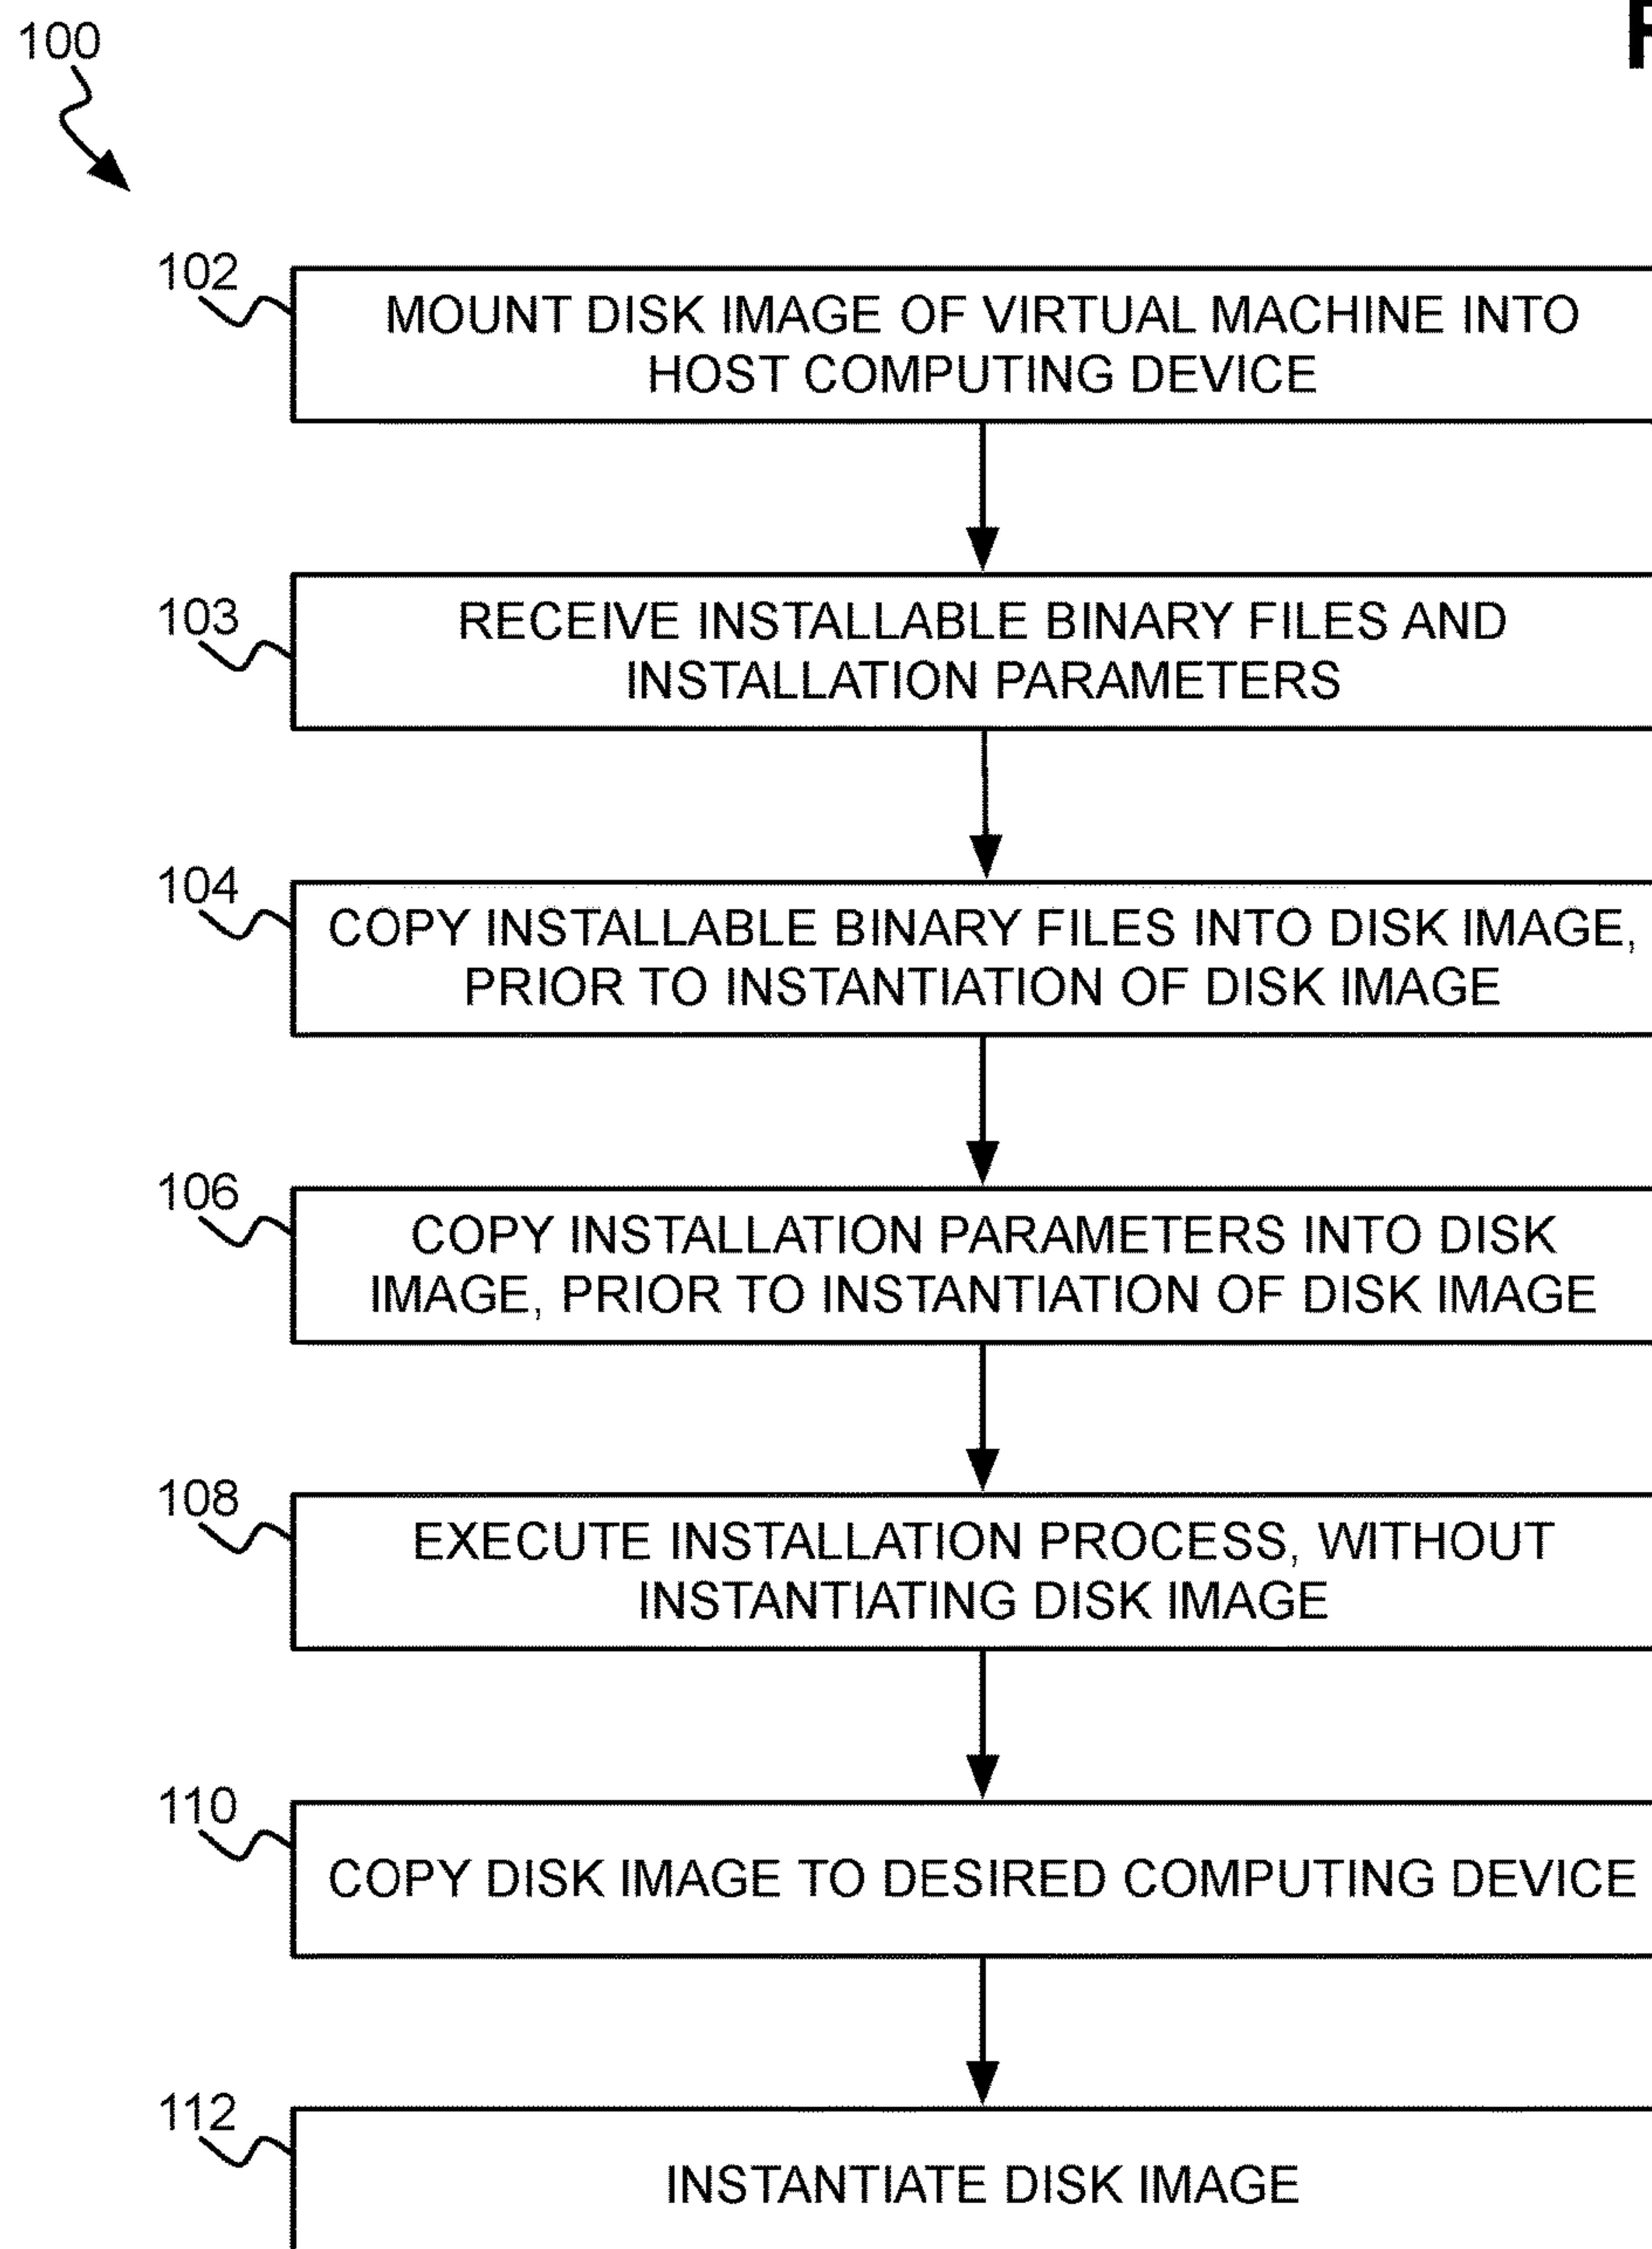 100
102
MOUNT DISK IMAGE OF VIRTUAL MACHINE INTO
HOST COMPUTING DEVICE
103
RECEIVE INSTALLABLE BINARY FILES AND
INSTALLATION PARAMETERS
104
COPY INSTALLABLE BINARY FILES INTO DISK IMAGE,
PRIOR TO INSTANTIATION OF DISK IMAGE
106
COPY INSTALLATION PARAMETERS INTO DISK
IMAGE, PRIOR TO INSTANTIATION OF DISK IMAGE
108
EXECUTE INSTALLATION PROCESS, WITHOUT
INSTANTIATING DISK IMAGE
110
COPY DISK IMAGE TO DESIRED COMPUTING DEVICE
112
INSTANTIATE DISK IMAGE